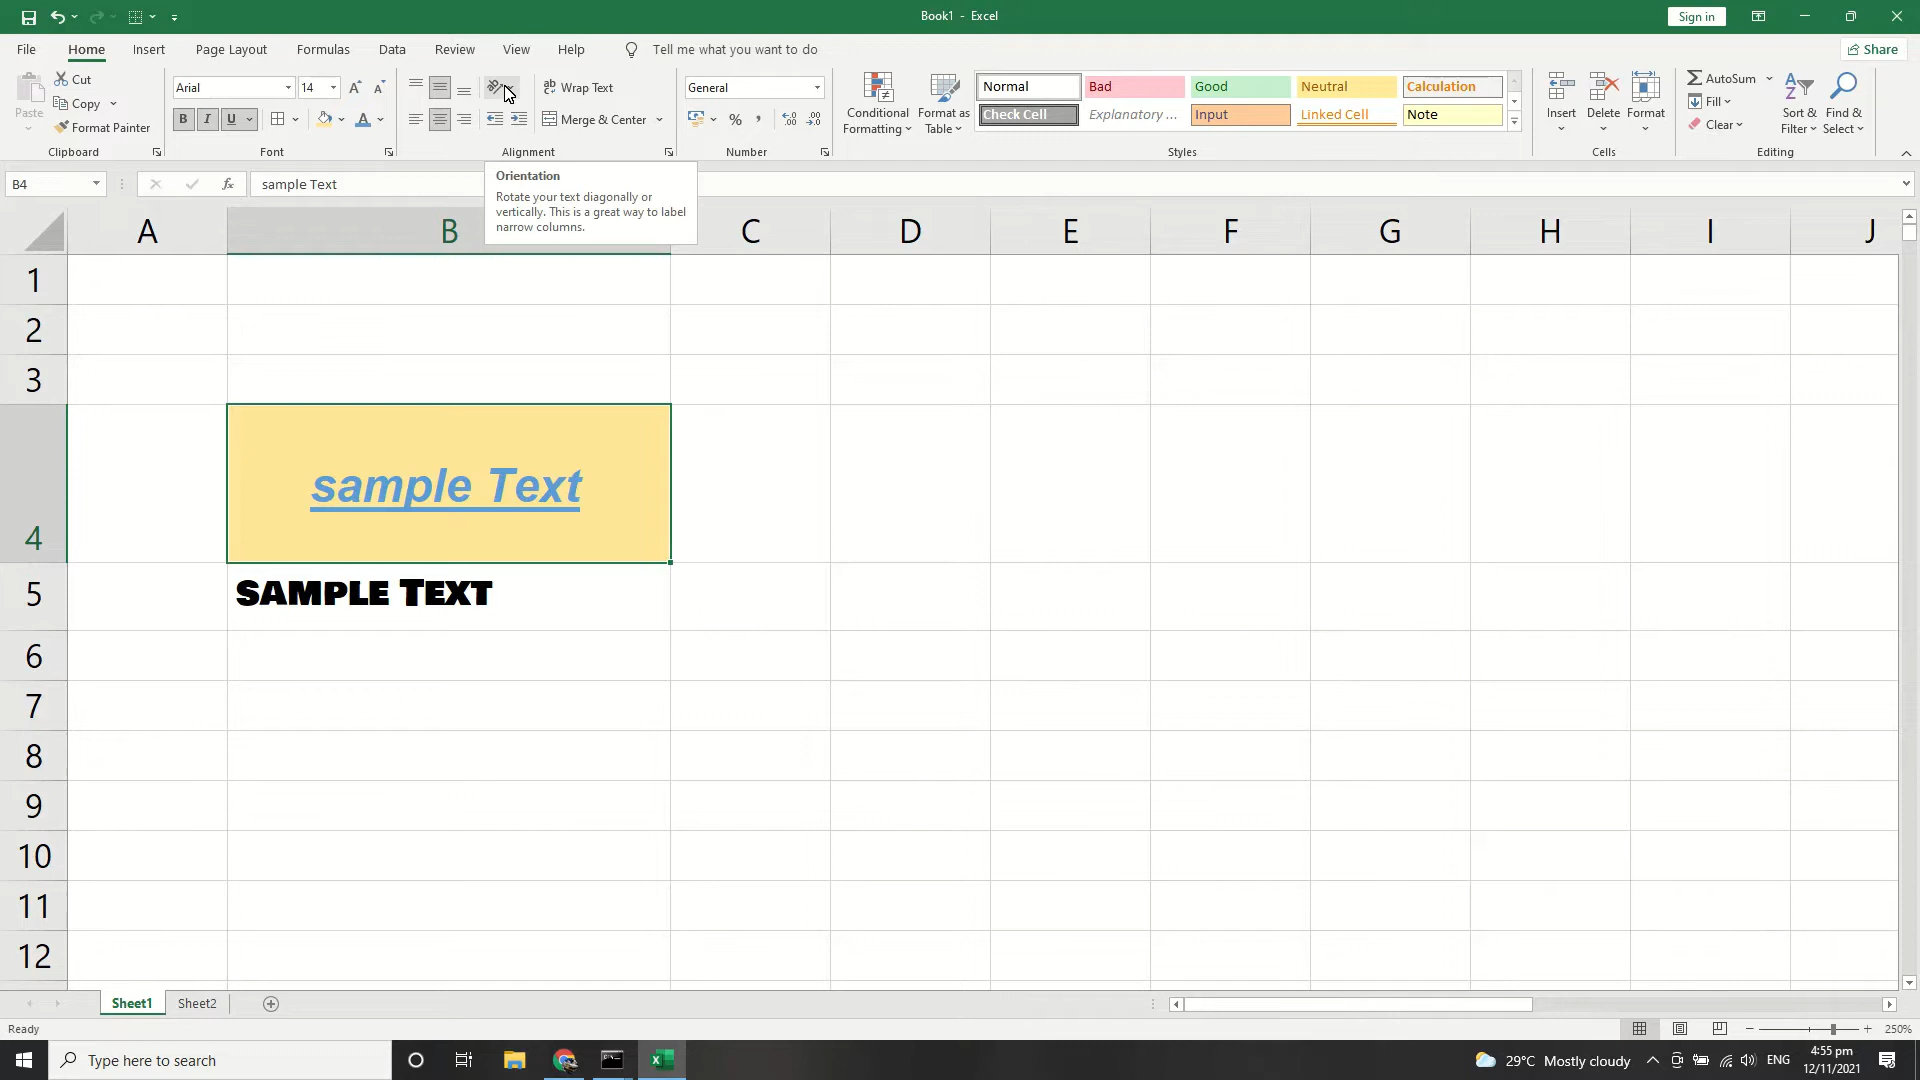 Book1 - Excel
Sign in
File Home Insert Page Layout Formulas Data Review View Help Tell me what you want to do Share
Paste
Cut
Copy
Format Painter
Clipboard
Arial 14
B I U
Font
Wrap Text
Merge & Center
Alignment
General
Number
Conditional Formatting
Format as Table
Normal Bad Good Neutral Calculation
Check Cell Explanatory ... Input Linked Cell Note
Styles
Insert Delete Format
Cells
AutoSum
Fill
Clear
Sort & Filter
Find & Select
Editing
B4 fx sample Text
Orientation
Rotate your text diagonally or
vertically. This is a great way to label
narrow columns.
A B C D E F G H I J
1
2
3
4 sample Text
5 SAMPLE TEXT
6
7
8
9
10
11
12
Sheet1 Sheet2
Ready
250%
Type here to search
29°C Mostly cloudy
ENG
4:55 pm
12/11/2021